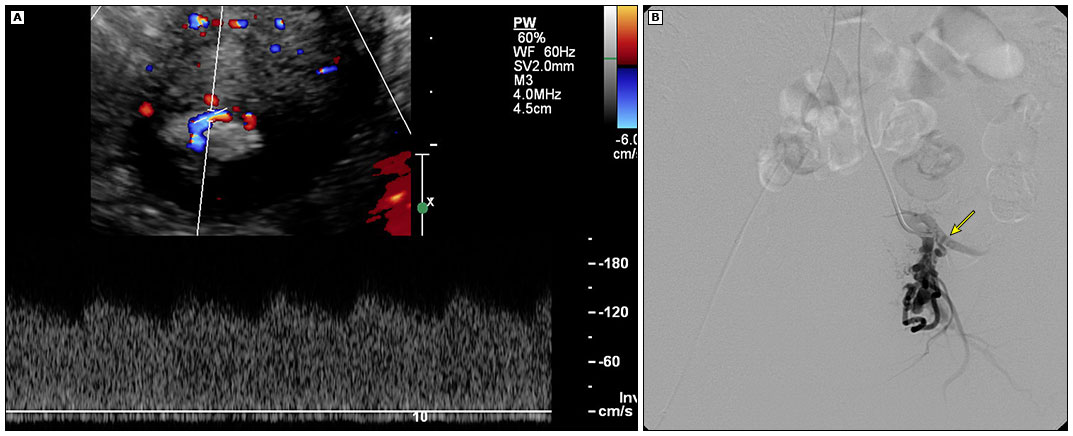 A
PW
60%
WF 60Hz
SV2.0mm
M3
4.0MHz
4.5cm
-6.0
cm/s
x
-180
-120
-60
Inv
cm/s
10
B